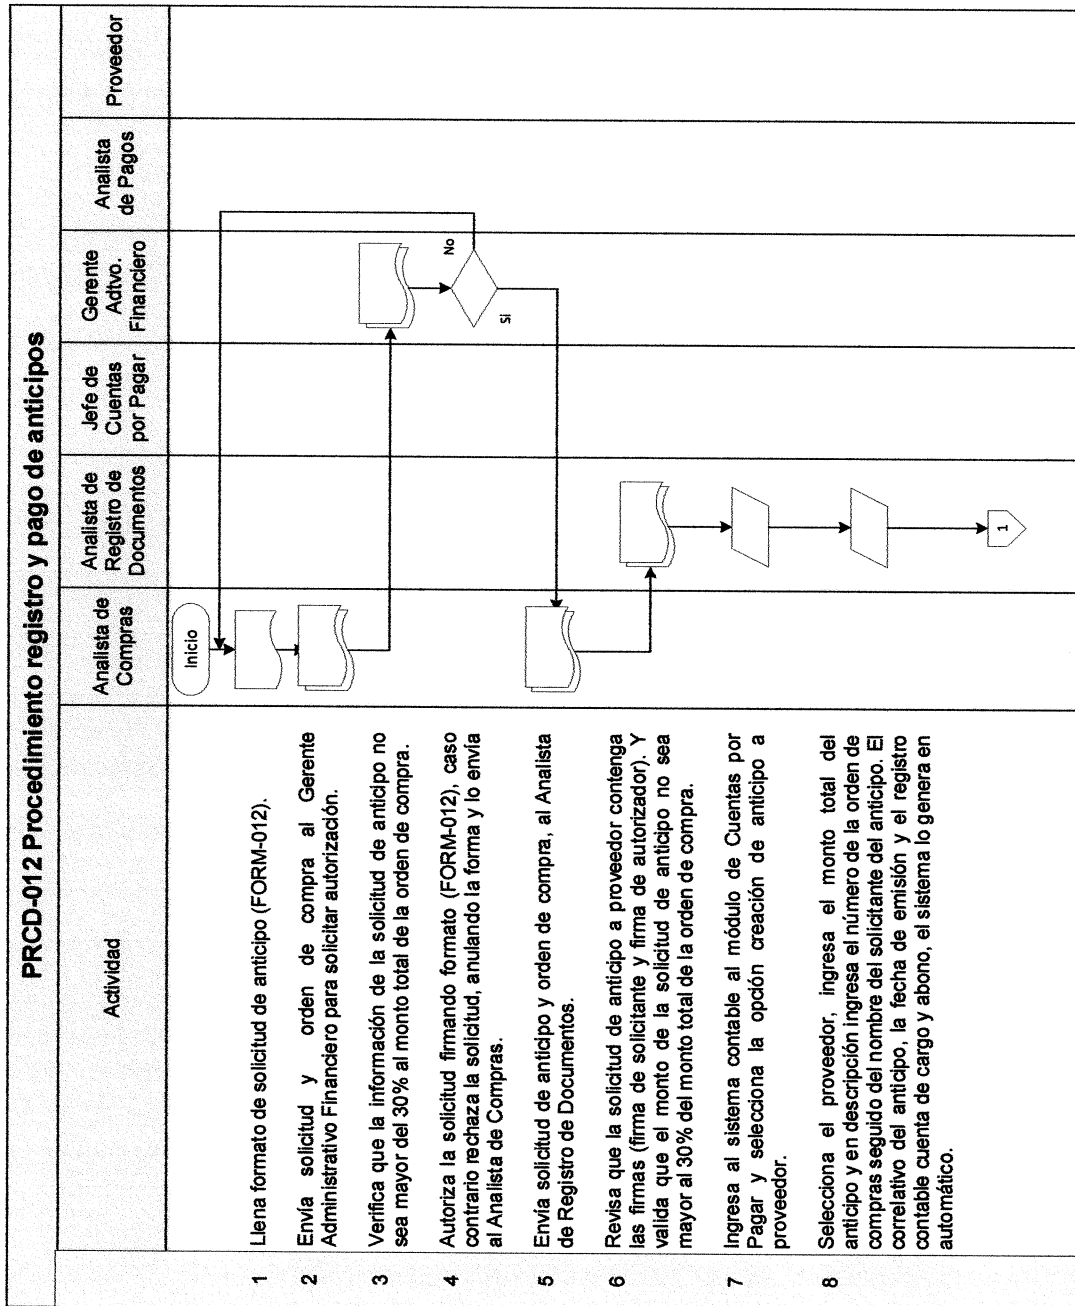 PRCD-012 Procedimiento registro y pago de anticipos
Actividad
Analista de
Compras
Analista de
Registro de
Documentos
Jefe de
Cuentas
por Pagar
Gerente
Adtvo.
Financiero
Analista
de Pagos
Proveedor
Inicio
1
Llena formato de solicitud de anticipo (FORM-012).
2
Envía solicitud y orden de compra al Gerente
Administrativo Financiero para solicitar autorización.
3
Verifica que la información de la solicitud de anticipo no
sea mayor del 30% al monto total de la orden de compra.
4
Autoriza la solicitud firmando formato (FORM-012), caso
contrario rechaza la solicitud, anulando la forma y lo envía
al Analista de Compras.
No
Si
5
Envía solicitud de anticipo y orden de compra, al Analista
de Registro de Documentos.
6
Revisa que la solicitud de anticipo a proveedor contenga
las firmas (firma de solicitante y firma de autorizador). Y
valida que el monto de la solicitud de anticipo no sea
mayor al 30% del monto total de la orden de compra.
7
Ingresa al sistema contable al módulo de Cuentas por
Pagar y selecciona la opción creación de anticipo a
proveedor.
8
Selecciona el proveedor, ingresa el monto total del
anticipo y en descripción ingresa el número de la orden de
compras seguido del nombre del solicitante del anticipo. El
correlativo del anticipo, la fecha de emisión y el registro
contable cuenta de cargo y abono, el sistema lo genera en
automático.
1